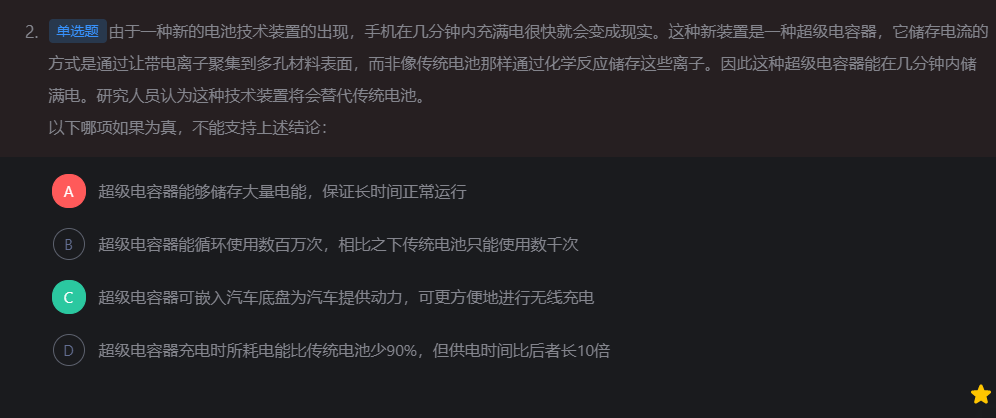 2. 单选题 由于一种新的电池技术装置的出现，手机在几分钟内充满电很快就会变成现实。这种新装置是一种超级电容器，它储存电流的
方式是通过让带电离子聚集到多孔材料表面，而非像传统电池那样通过化学反应储存这些离子。因此这种超级电容器能在几分钟内储
满电。研究人员认为这种技术装置将会替代传统电池。
以下哪项如果为真，不能支持上述结论：
A 超级电容器能够储存大量电能，保证长时间正常运行
B 超级电容器能循环使用数百万次，相比之下传统电池只能使用数千次
C 超级电容器可嵌入汽车底盘为汽车提供动力，可更方便地进行无线充电
D 超级电容器充电时所耗电能比传统电池少90%，但供电时间比后者长10倍